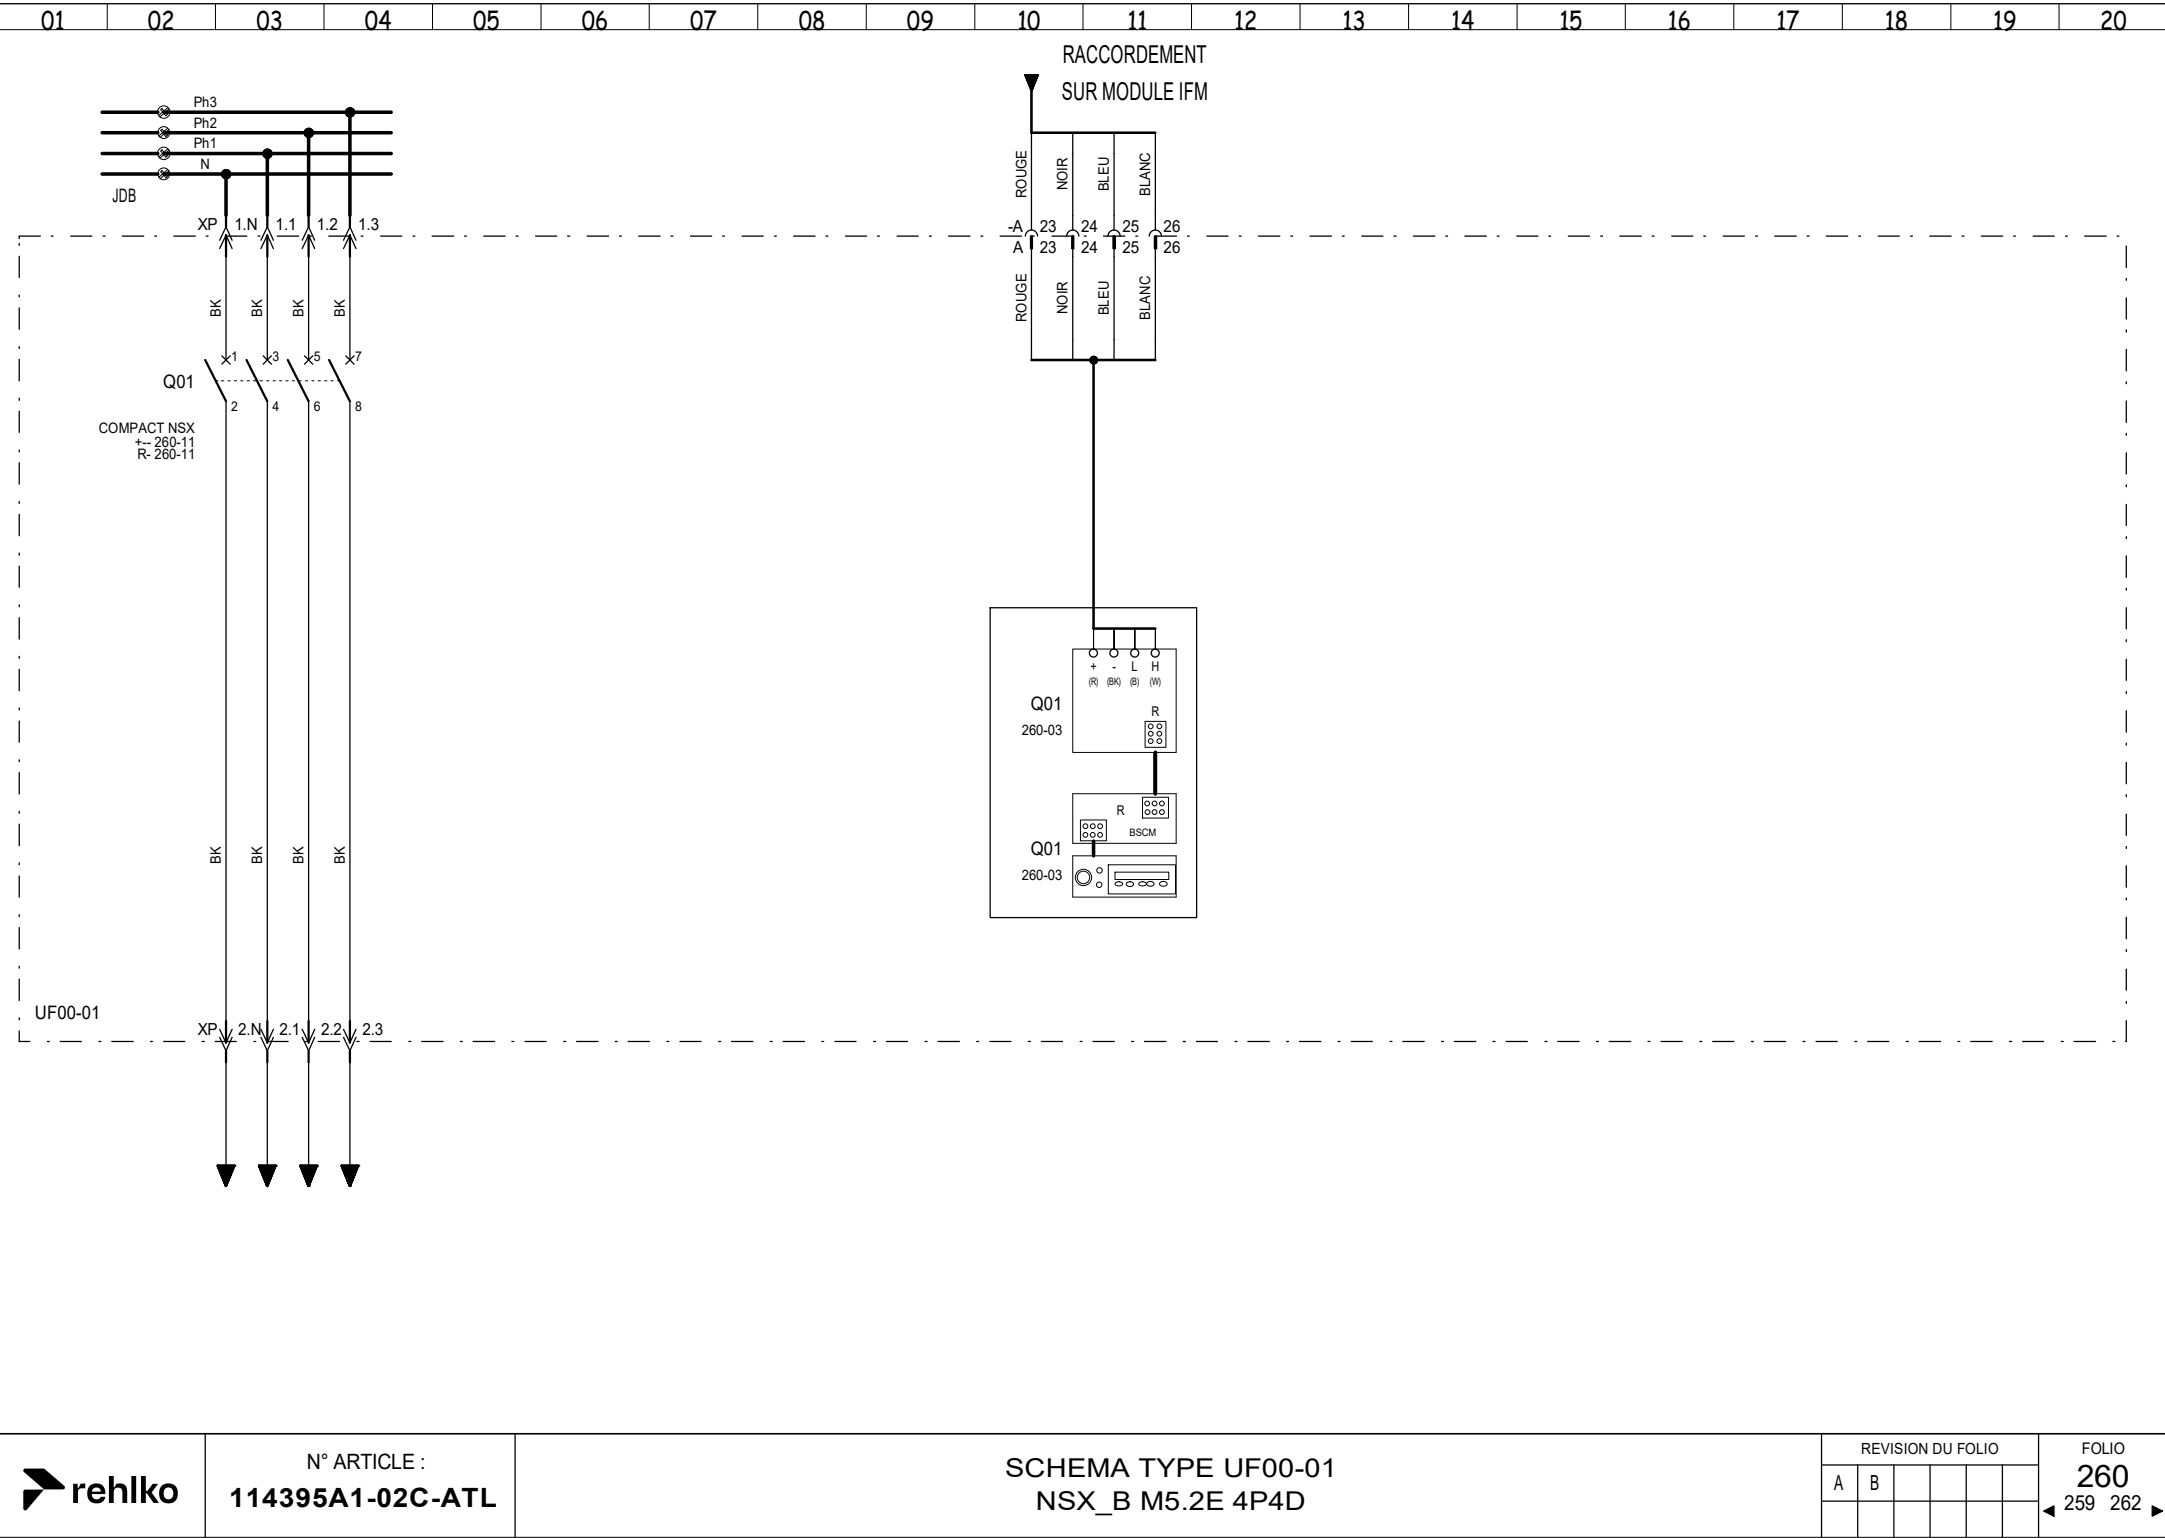 01 02 03 04 05 06 07 08 09 10 11 12 13 14 15 16 17 18 19 20
RACCORDEMENT
SUR MODULE IFM
Ph3
Ph2
Ph1
N
JDB
ROUGE NOIR BLEU BLANC
XP 1.N 1.1 1.2 1.3
-A 23 24 25 26
A 23 24 25 26
ROUGE NOIR BLEU BLANC
BK BK BK BK
1 3 5 7
Q01
2 4 6 8
COMPACT NSX
+-- 260-11
R- 260-11
+ - L H
(R) (BK) (B) (W)
Q01
260-03
R
R
BSCM
Q01
260-03
BK BK BK BK
UF00-01
XP 2.N 2.1 2.2 2.3
rehlko
N° ARTICLE :
114395A1-02C-ATL
SCHEMA TYPE UF00-01
NSX_B M5.2E 4P4D
REVISION DU FOLIO
A B
FOLIO
260
259 262